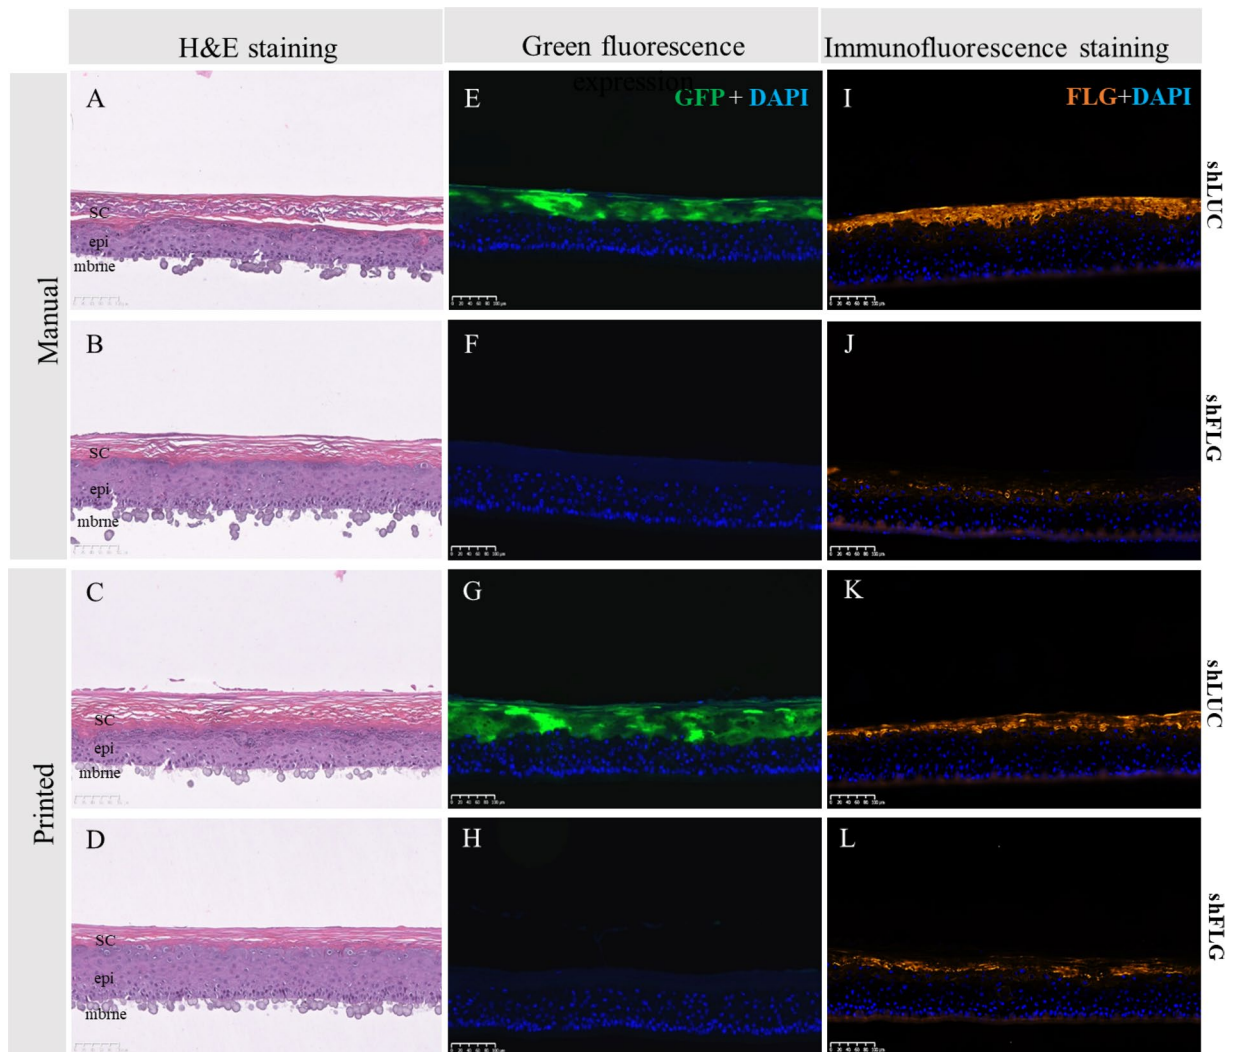 H&E staining
Green fluorescence
expression
Immunofluorescence staining
Manual
A
SC
epi
mbrne
E
GFP + DAPI
I
FLG+DAPI
shLUC
B
SC
epi
mbrne
F
J
shFLG
Printed
C
SC
epi
mbrne
G
K
shLUC
D
SC
epi
mbrne
H
L
shFLG